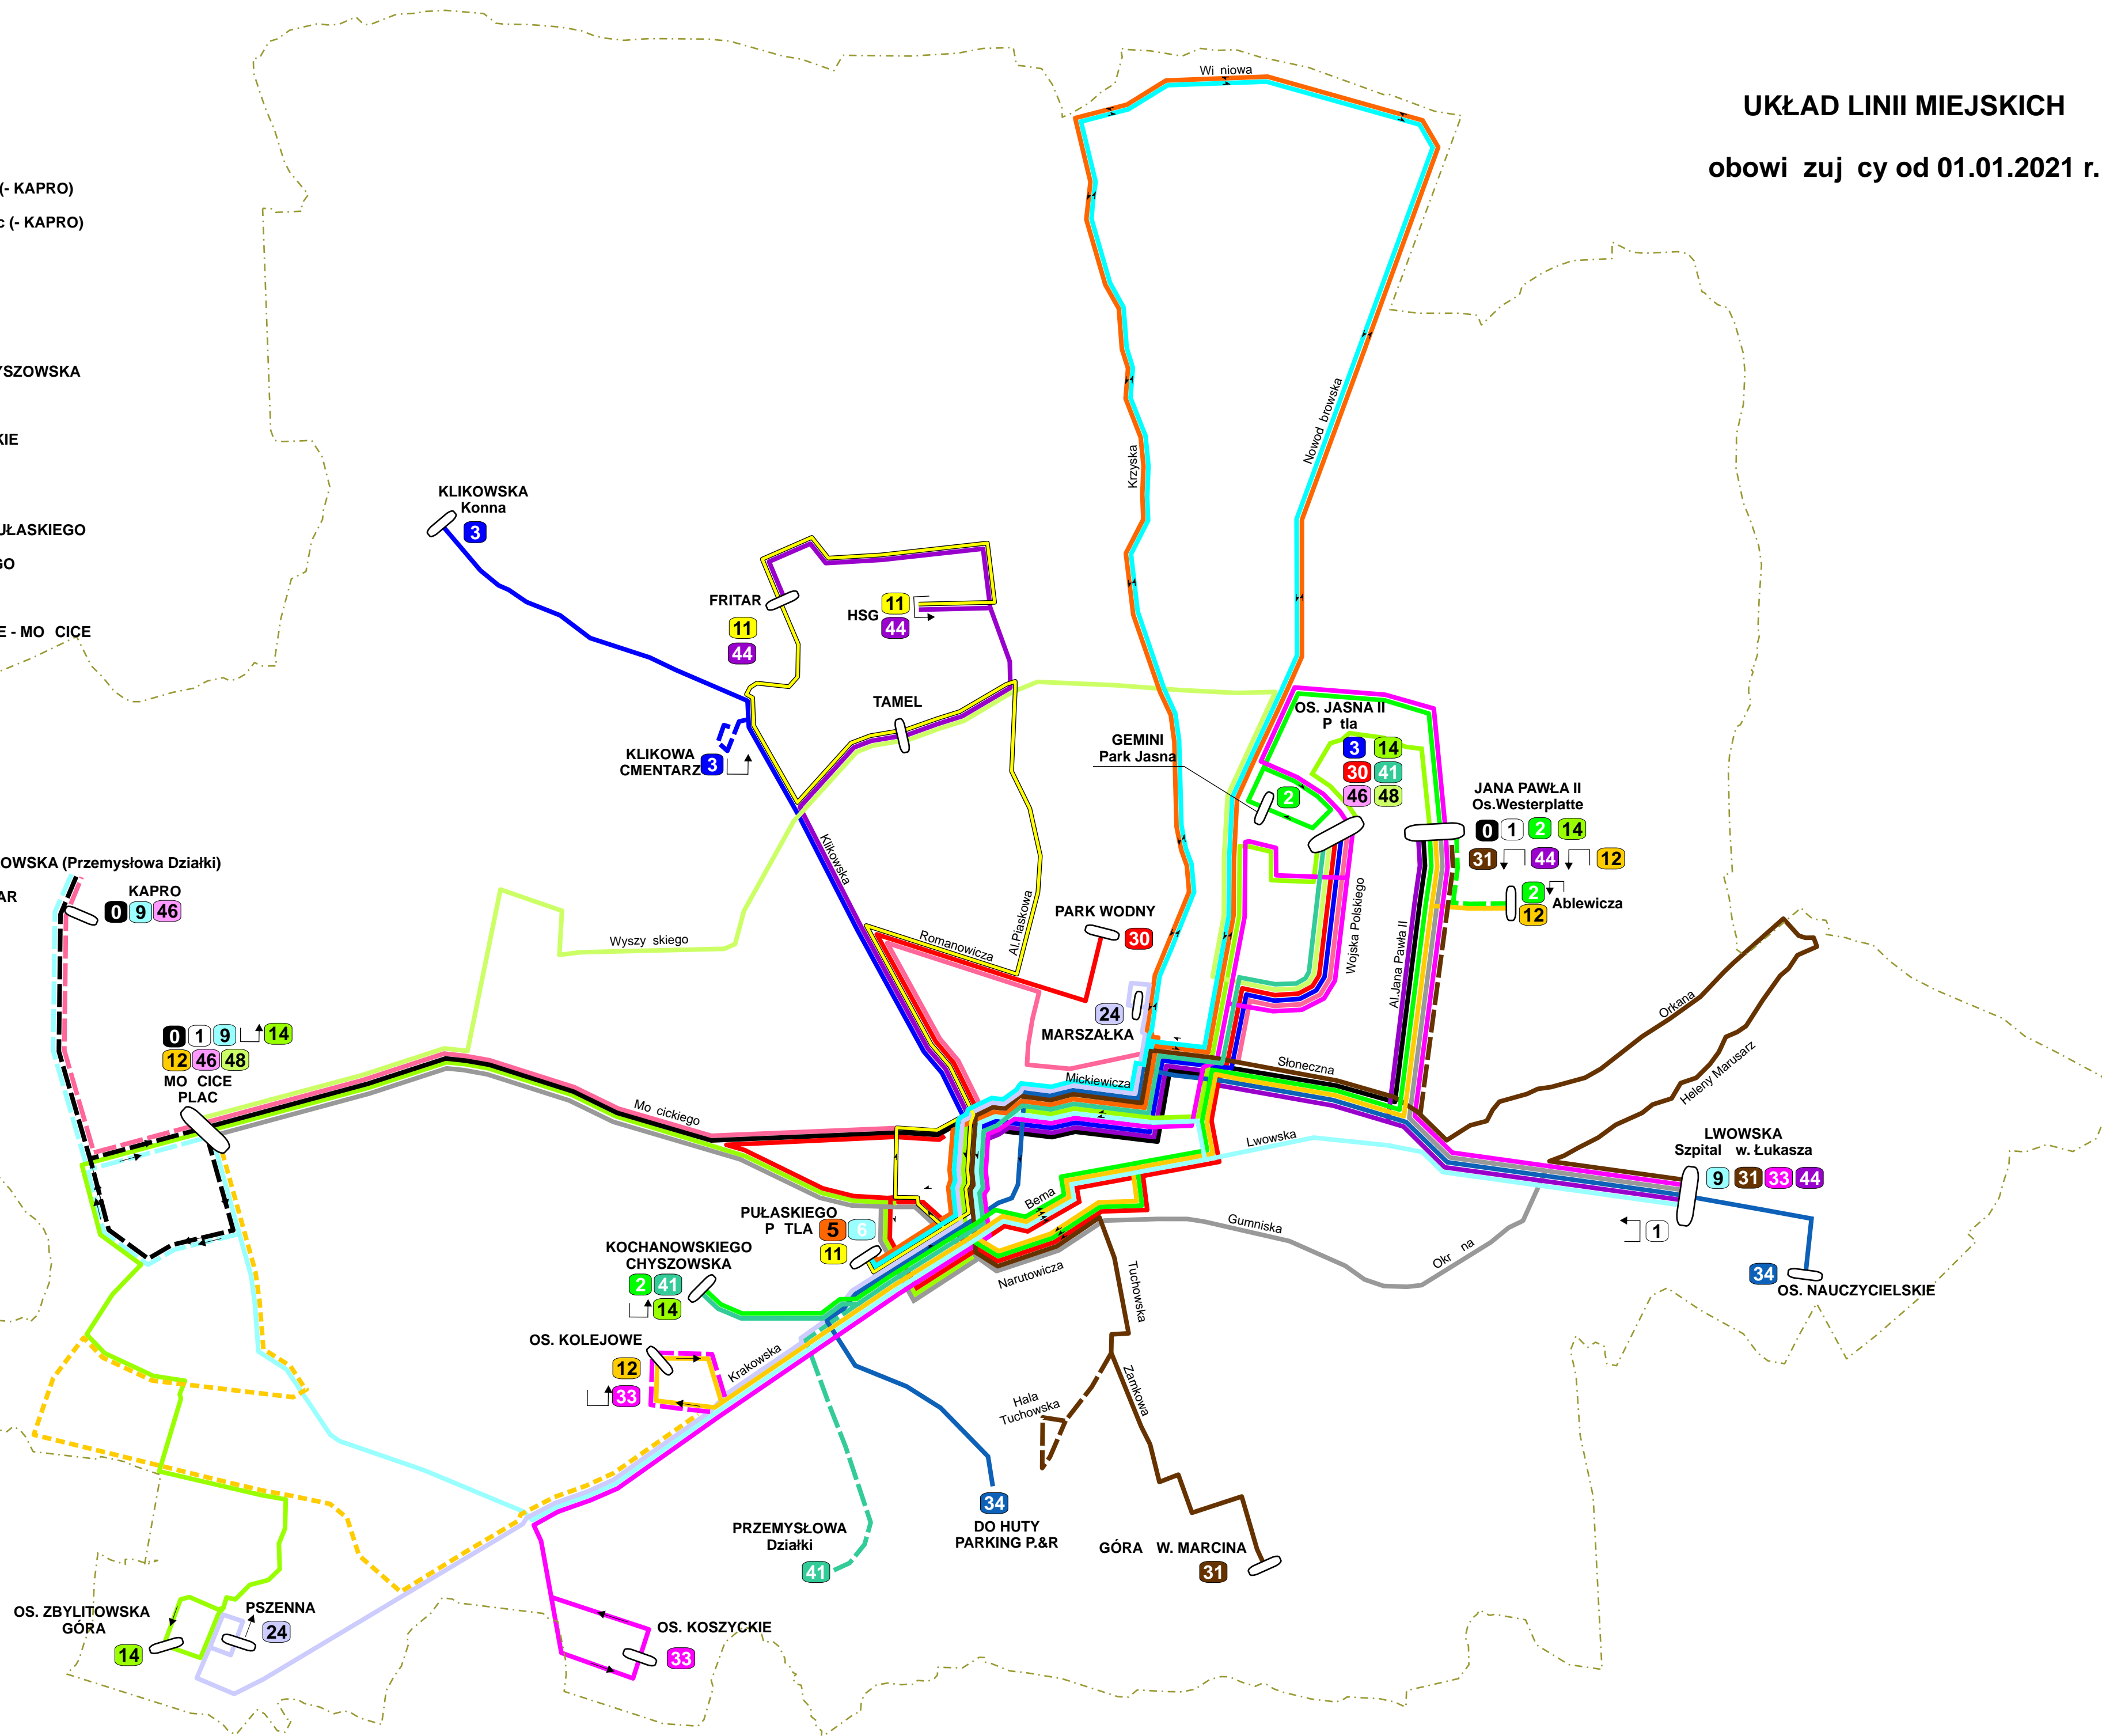 UKŁAD LINII MIEJSKICH
obowi zuj cy od 01.01.2021 r.
(- KAPRO)
c (- KAPRO)
YSZOWSKA
KIE
UŁASKIEGO
GO
E - MO CICE
OWSKA (Przemysłowa Działki)
AR
Wi niowa
Krzyska
Nowod browska
KLIKOWSKA
Konna
3
FRITAR
11
44
HSG
11
44
TAMEL
KLIKOWA
CMENTARZ
3
GEMINI
Park Jasna
2
OS. JASNA II
P tla
3 14
30 41
46 48
JANA PAWŁA II
Os.Westerplatte
0 1 2 14
31 44 12
2
12
Ablewicza
KAPRO
0 9 46
Klikowska
Wyszy skiego
Romanowicza
Al.Piaskowa
PARK WODNY
30
Wojska Polskiego
Al.Jana Pawła II
24
MARSZAŁKA
Orkana
Heleny Marusarz
0 1 9 14
12 46 48
MO CICE
PLAC
Mo cickiego
Mickiewicza
Słoneczna
Lwowska
LWOWSKA
Szpital w. Łukasza
9 31 33 44
1
Berna
Gumniska
Okr na
PUŁASKIEGO
P TLA
5 6
11
KOCHANOWSKIEGO
CHYSZOWSKA
2 41
14
Narutowicza
Tuchowska
34
OS. NAUCZYCIELSKIE
OS. KOLEJOWE
12
33
Krakowska
Zamkowa
Hala
Tuchowska
34
DO HUTY
PARKING P.&R
PRZEMYSŁOWA
Działki
41
GÓRA W. MARCINA
31
OS. ZBYLITOWSKA
GÓRA
14
PSZENNA
24
OS. KOSZYCKIE
33